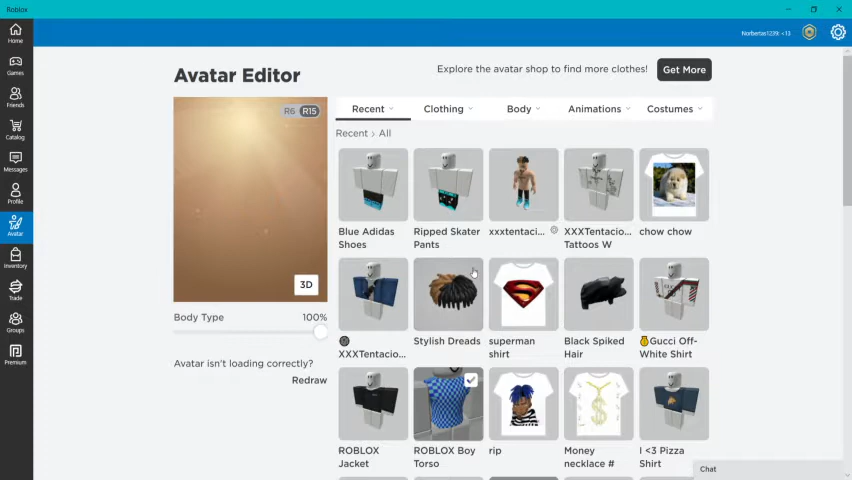 Roblox
Norbertas1239: <13
Home
Games
Friends
Catalog
Messages
Profile
Avatar
Inventory
Trade
Groups
Premium
Avatar Editor
Explore the avatar shop to find more clothes!
Get More
R6 R15
3D
Body Type 100%
Avatar isn't loading correctly?
Redraw
Recent Clothing Body Animations Costumes
Recent > All
Blue Adidas
Shoes
Ripped Skater
Pants
xxxtentaci...
XXXTentacio...
Tattoos W
chow chow
XXXTentacio...
Stylish Dreads
superman
shirt
Black Spiked
Hair
Gucci Off-
White Shirt
ROBLOX
Jacket
ROBLOX Boy
Torso
rip
Money
necklace #
I <3 Pizza
Shirt
Chat